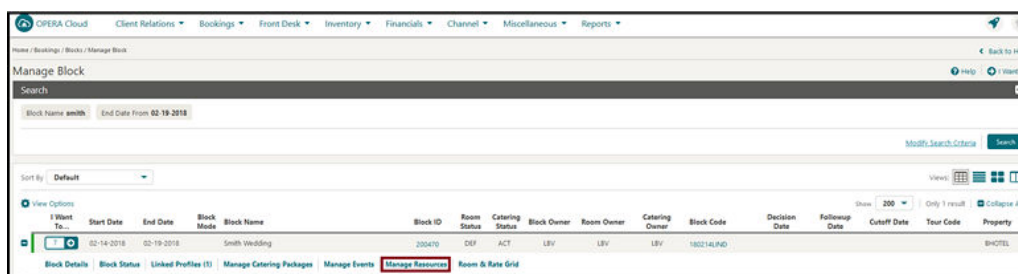 OPERA Cloud Client Relations Bookings Front Desk Inventory Financials Channel Miscellaneous Reports
Home / Bookings / Blocks / Manage Block Back to H
Manage Block Help I Want
Search
Block Name smith End Date From 02-19-2018
Modify Search Criteria Search
Sort By Default Views:
View Options Show 200 Only 1 result Collapse A
I Want To... Start Date End Date Block Mode Block Name Block ID Room Status Catering Status Block Owner Room Owner Catering Owner Block Code Decision Date Followup Date Cutoff Date Tour Code Property
7 02-14-2018 02-19-2018 Smith Wedding 200470 DEF ACT LBV LBV LBV 180214LIND BHOTEL
Block Details Block Status Linked Profiles (1) Manage Catering Packages Manage Events Manage Resources Room & Rate Grid